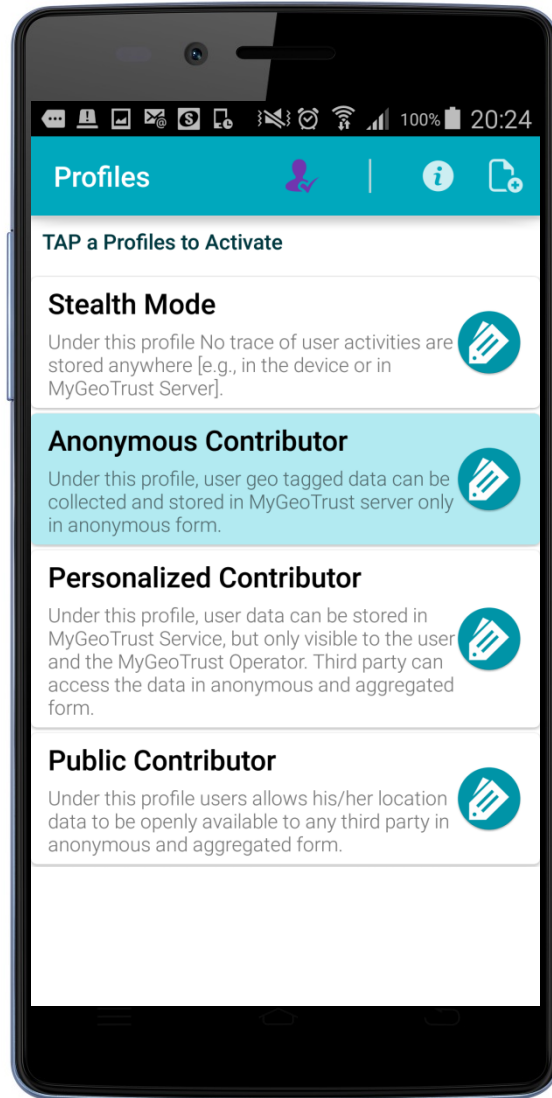 100% 20:24
Profiles
TAP a Profiles to Activate
Stealth Mode
Under this profile No trace of user activities are
stored anywhere [e.g., in the device or in
MyGeoTrust Server].
Anonymous Contributor
Under this profile, user geo tagged data can be
collected and stored in MyGeoTrust server only
in anonymous form.
Personalized Contributor
Under this profile, user data can be stored in
MyGeoTrust Service, but only visible to the user
and the MyGeoTrust Operator. Third party can
access the data in anonymous and aggregated
form.
Public Contributor
Under this profile users allows his/her location
data to be openly available to any third party in
anonymous and aggregated form.